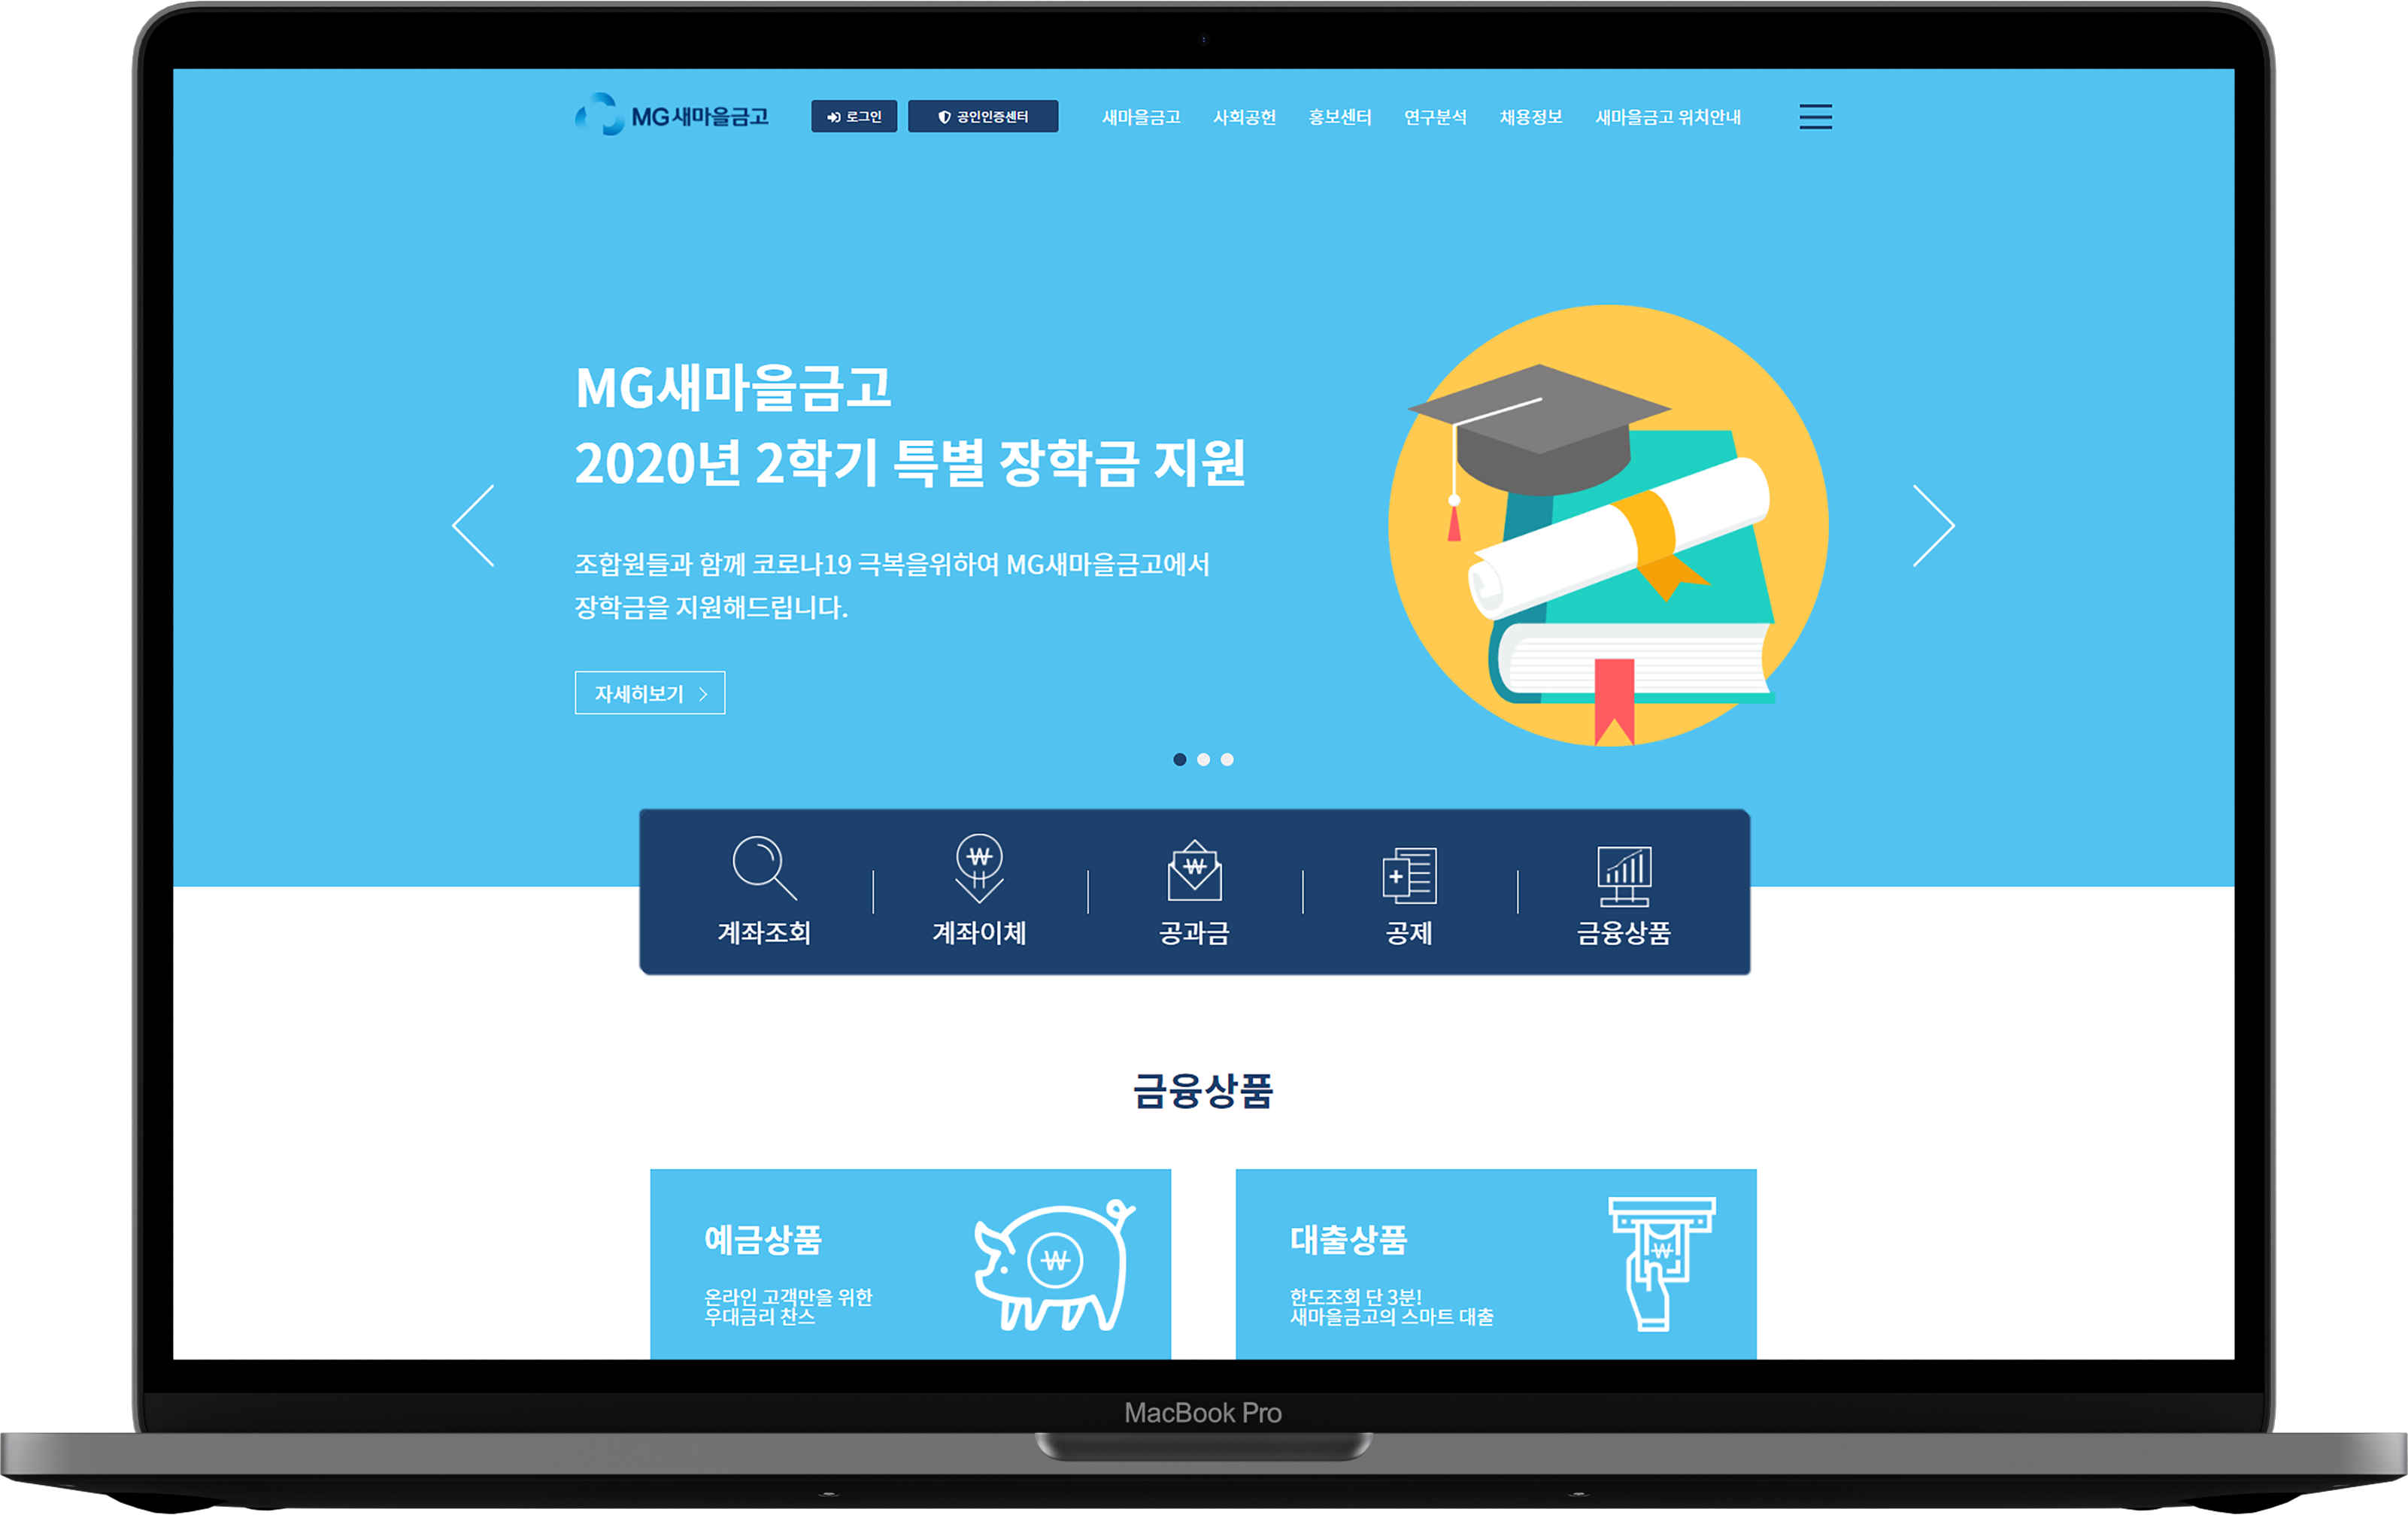 MG새마을금고
로그인
공인인증센터
새마을금고
사회공헌
홍보센터
연구분석
채용정보
새마을금고 위치안내
MG새마을금고
2020년 2학기 특별 장학금 지원
조합원들과 함께 코로나19 극복을위하여 MG새마을금고에서
장학금을 지원해드립니다.
자세히보기
계좌조회
계좌이체
공과금
공제
금융상품
금융상품
예금상품
온라인 고객만을 위한
우대금리 찬스
대출상품
한도조회 단 3분!
새마을금고의 스마트 대출
MacBook Pro